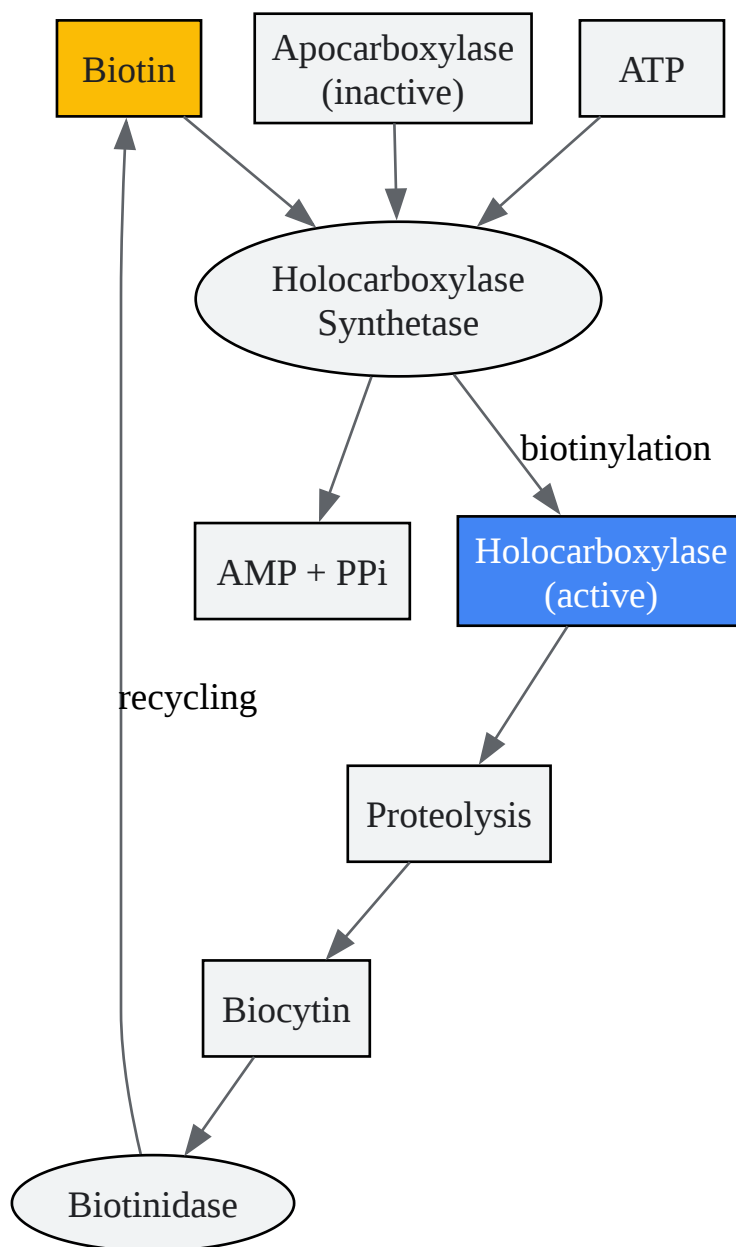 Biotin
Apocarboxylase
(inactive)
ATP
Holocarboxylase
Synthetase
biotinylation
AMP + PPi
Holocarboxylase
(active)
recycling
Proteolysis
Biocytin
Biotinidase